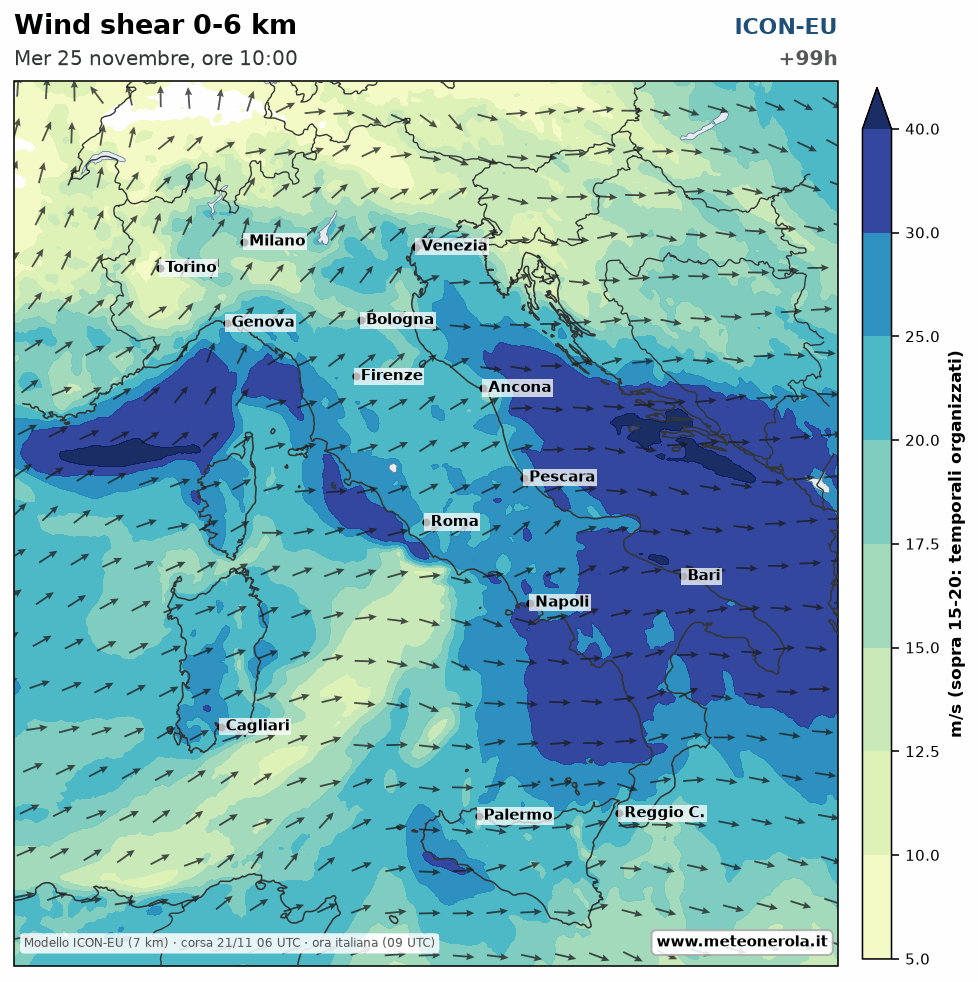 Wind shear 0-6 km
ICON-EU
Mer 25 novembre, ore 10:00
+99h
40.0
30.0
25.0
20.0
17.5
15.0
12.5
10.0
5.0
m/s (sopra 15-20: temporali organizzati)
Milano
Venezia
Torino
Genova
Bologna
Firenze
Ancona
Pescara
Roma
Bari
Napoli
Cagliari
Palermo
Reggio C.
Modello ICON-EU (7 km) · corsa 21/11 06 UTC · ora italiana (09 UTC)
www.meteonerola.it